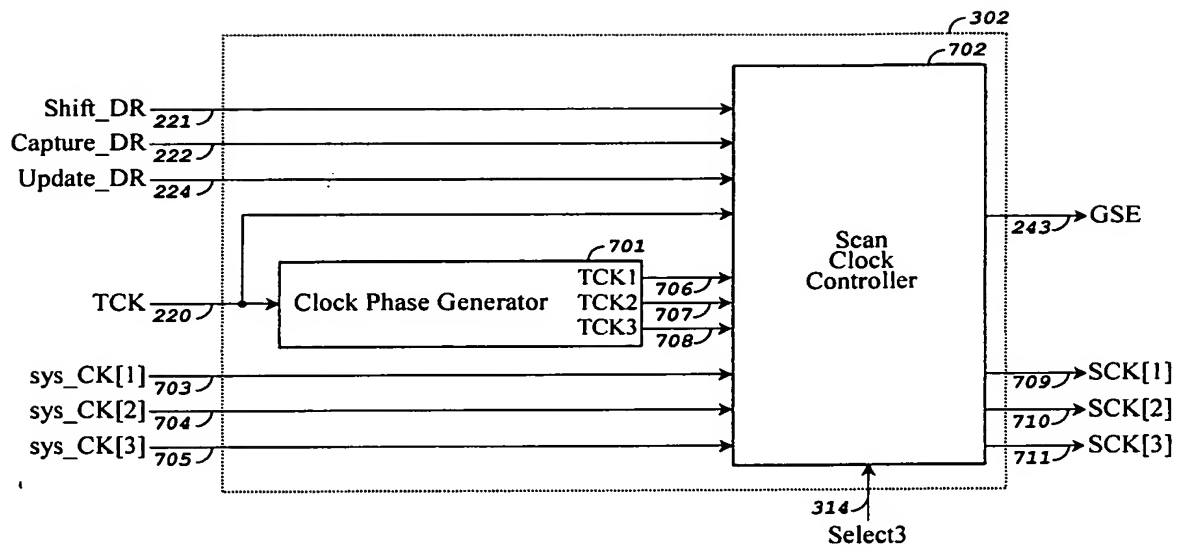 302
702
Shift_DR
221
Capture_DR
222
Update_DR
224
243
GSE
Scan
Clock
Controller
701
TCK
220
Clock Phase Generator
TCK1
706
TCK2
707
TCK3
708
sys_CK[1]
703
sys_CK[2]
704
sys_CK[3]
705
709
SCK[1]
710
SCK[2]
711
SCK[3]
314
Select3